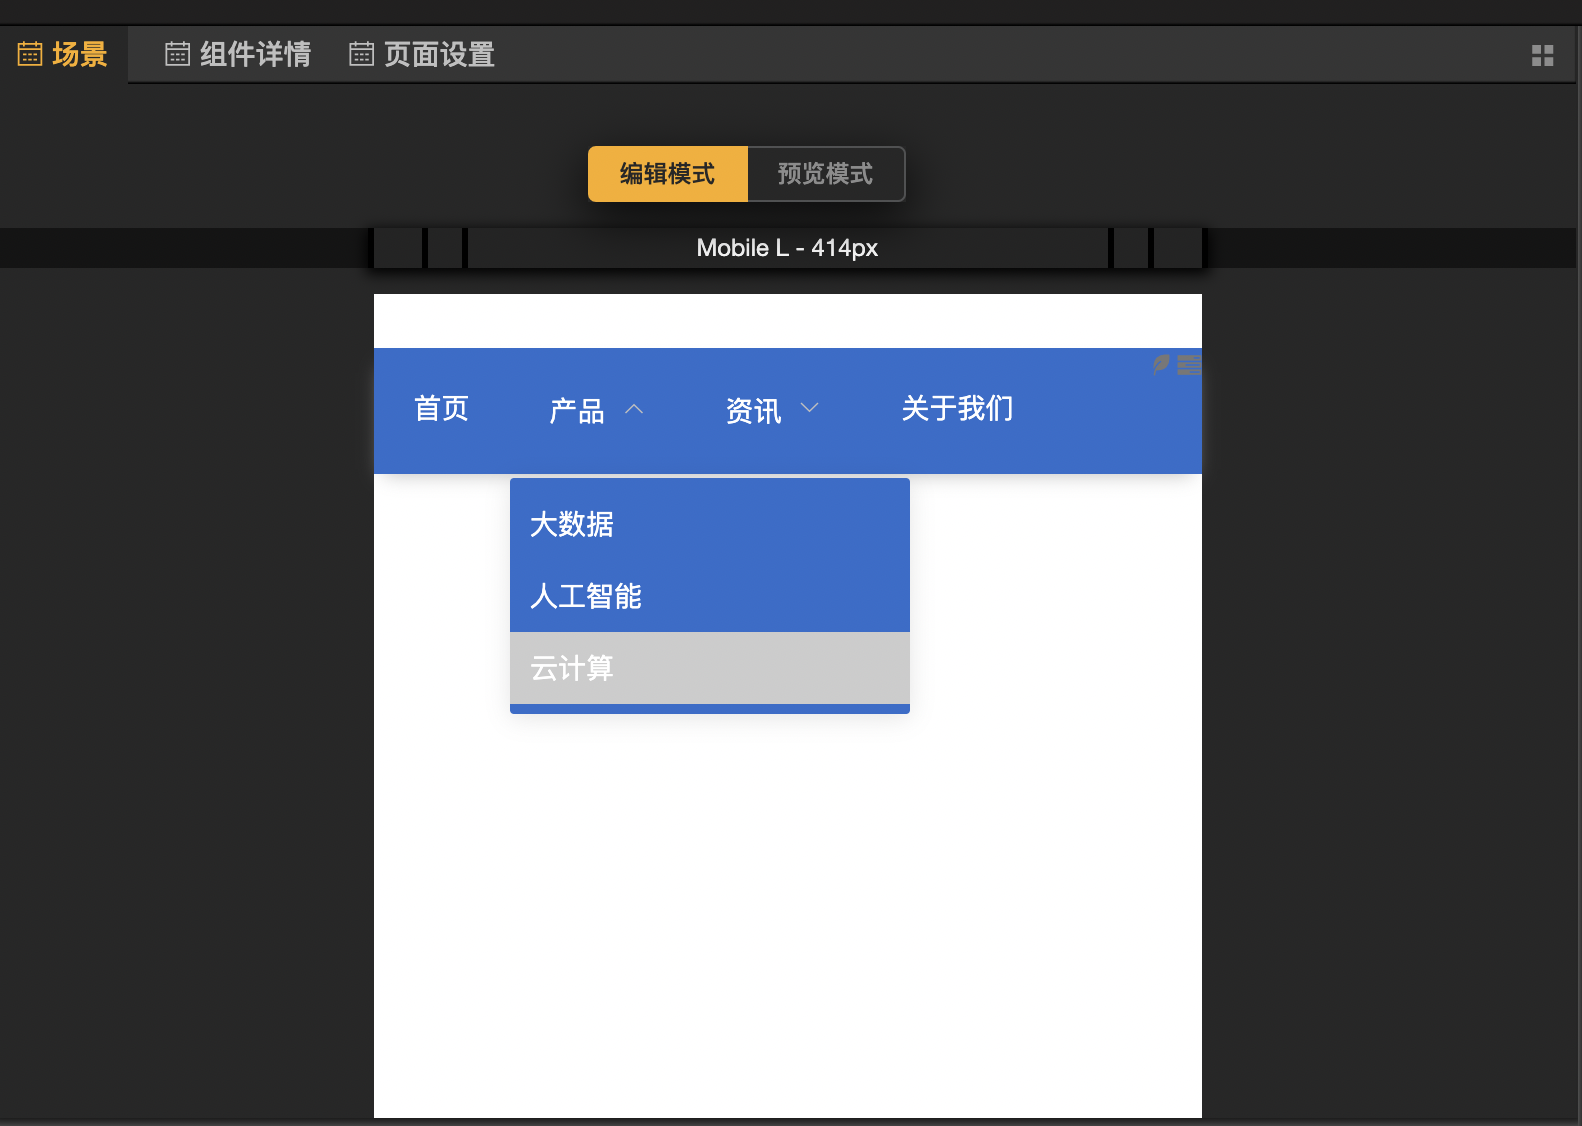 场景 组件详情 页面设置
编辑模式 预览模式
Mobile L - 414px
首页 产品 资讯 关于我们
大数据
人工智能
云计算